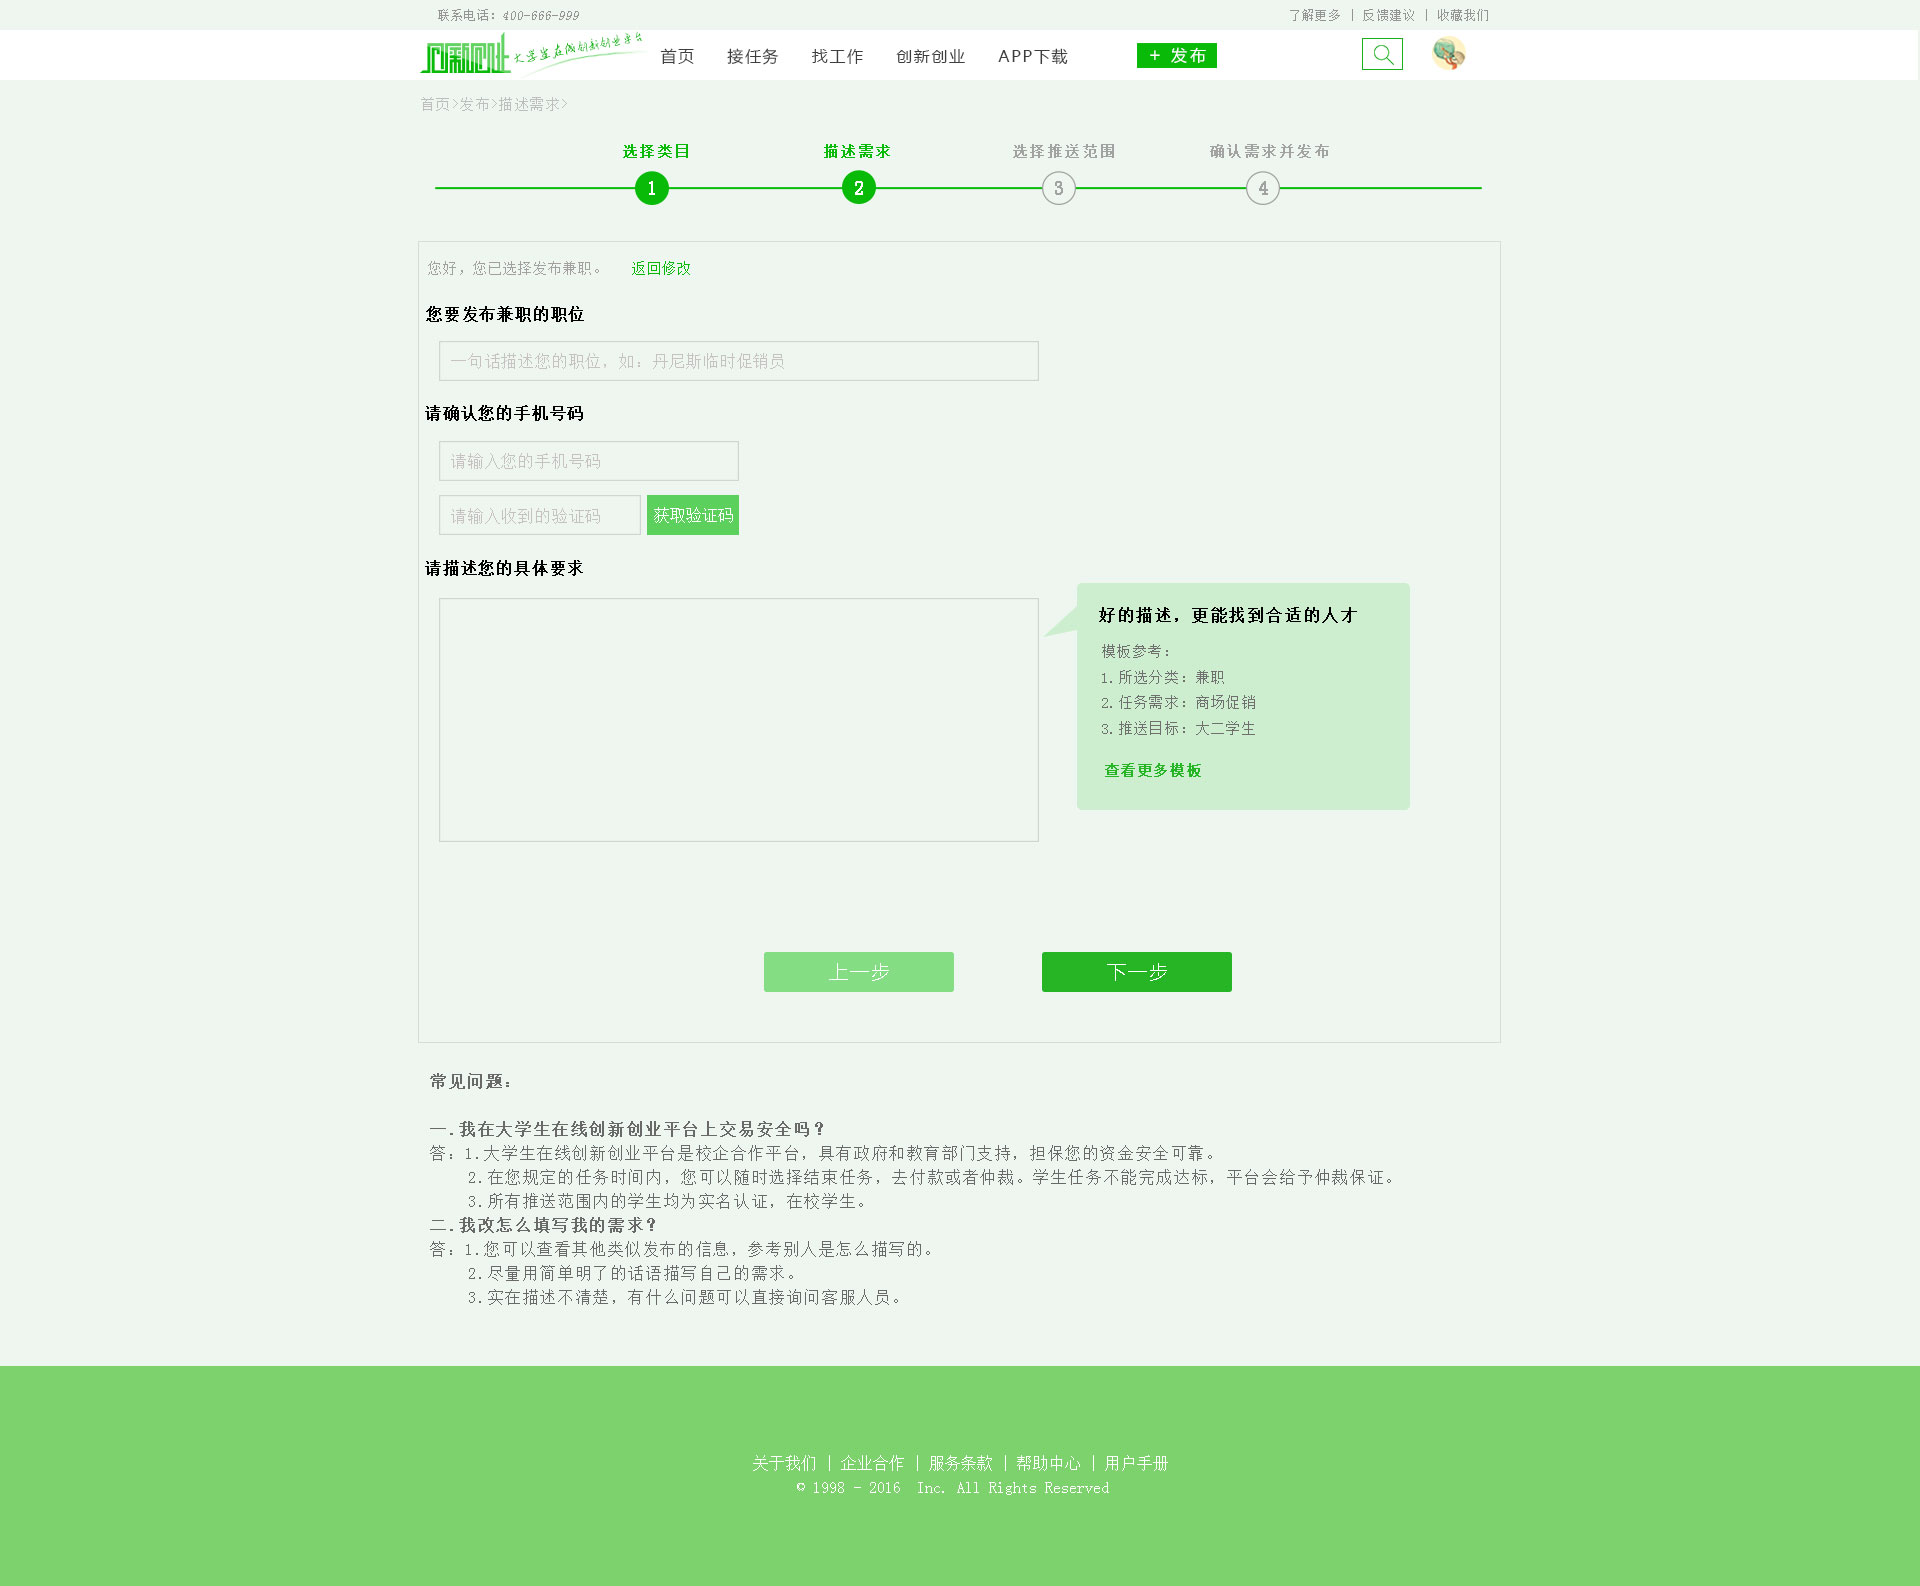 联系电话：400-666-999
了解更多 | 反馈建议 | 收藏我们
大学生在线创新创业平台
首页 接任务 找工作 创新创业 APP下载 + 发布
首页>发布>描述需求>
选择类目 描述需求 选择推送范围 确认需求并发布
1 2 3 4
您好，您已选择发布兼职。 返回修改
您要发布兼职的职位
一句话描述您的职位，如：丹尼斯临时促销员
请确认您的手机号码
请输入您的手机号码
请输入收到的验证码 获取验证码
请描述您的具体要求
好的描述，更能找到合适的人才
模板参考：
1.所选分类：兼职
2.任务需求：商场促销
3.推送目标：大二学生
查看更多模板
上一步 下一步
常见问题：
一.我在大学生在线创新创业平台上交易安全吗？
答：1.大学生在线创新创业平台是校企合作平台，具有政府和教育部门支持，担保您的资金安全可靠。
2.在您规定的任务时间内，您可以随时选择结束任务，去付款或者仲裁。学生任务不能完成达标，平台会给予仲裁保证。
3.所有推送范围内的学生均为实名认证，在校学生。
二.我改怎么填写我的需求？
答：1.您可以查看其他类似发布的信息，参考别人是怎么描写的。
2.尽量用简单明了的话语描写自己的需求。
3.实在描述不清楚，有什么问题可以直接询问客服人员。
关于我们 | 企业合作 | 服务条款 | 帮助中心 | 用户手册
© 1998 - 2016 Inc. All Rights Reserved